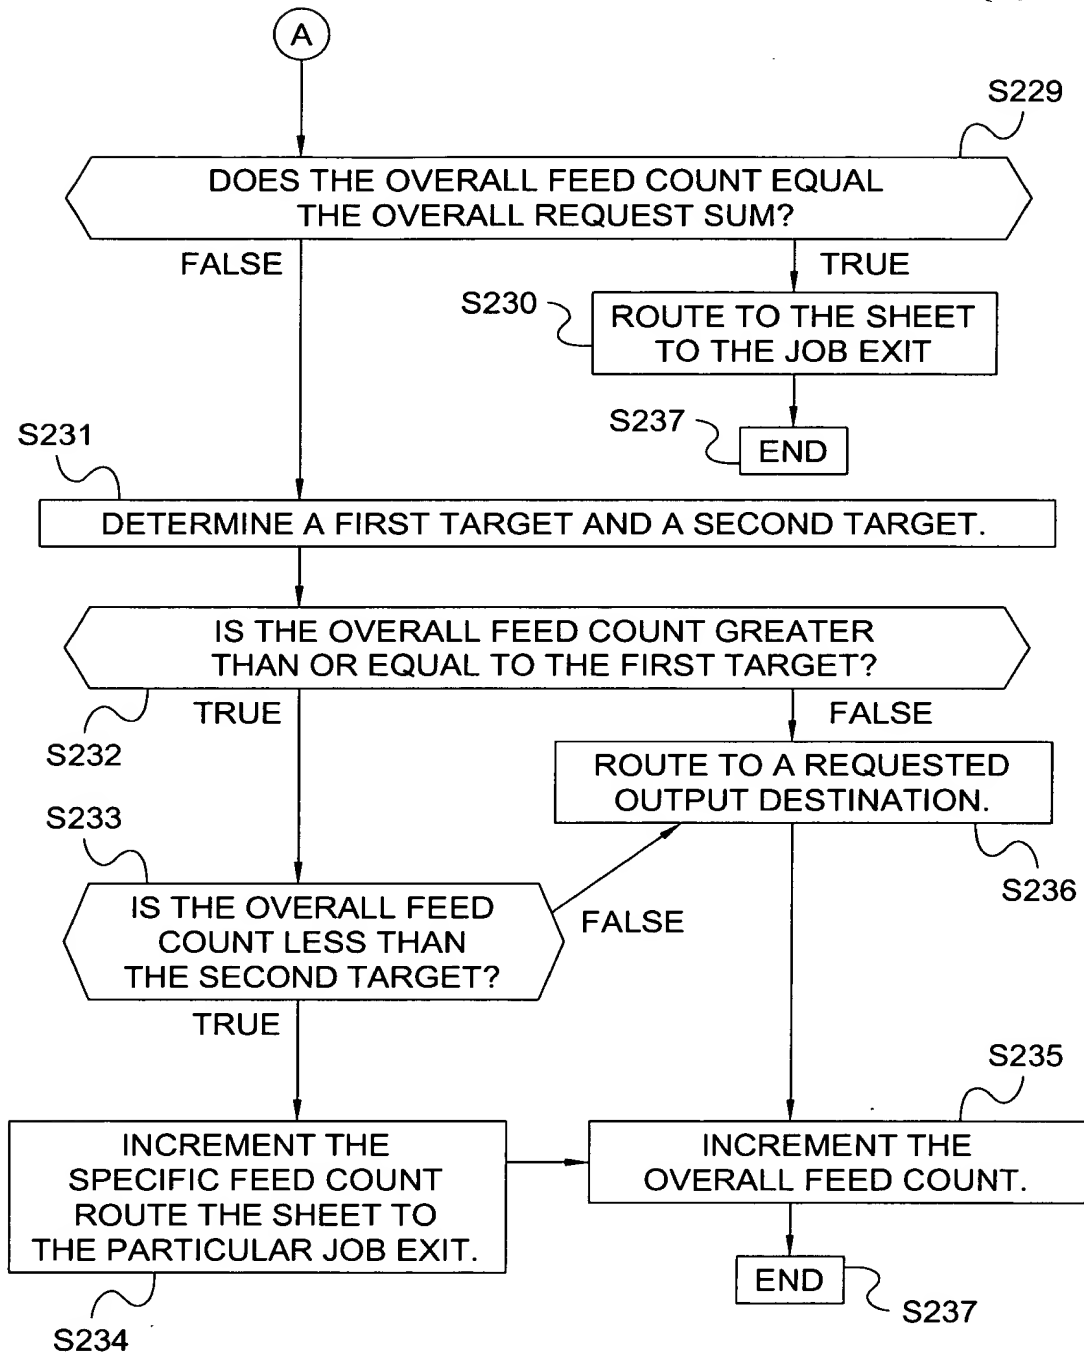 A
S229
DOES THE OVERALL FEED COUNT EQUAL
THE OVERALL REQUEST SUM?
FALSE
TRUE
S230
ROUTE TO THE SHEET
TO THE JOB EXIT
S237
END
S231
DETERMINE A FIRST TARGET AND A SECOND TARGET.
IS THE OVERALL FEED COUNT GREATER
THAN OR EQUAL TO THE FIRST TARGET?
TRUE
FALSE
S232
ROUTE TO A REQUESTED
OUTPUT DESTINATION.
S233
S236
IS THE OVERALL FEED
COUNT LESS THAN
THE SECOND TARGET?
FALSE
TRUE
S235
INCREMENT THE
SPECIFIC FEED COUNT
ROUTE THE SHEET TO
THE PARTICULAR JOB EXIT.
INCREMENT THE
OVERALL FEED COUNT.
END
S237
S234